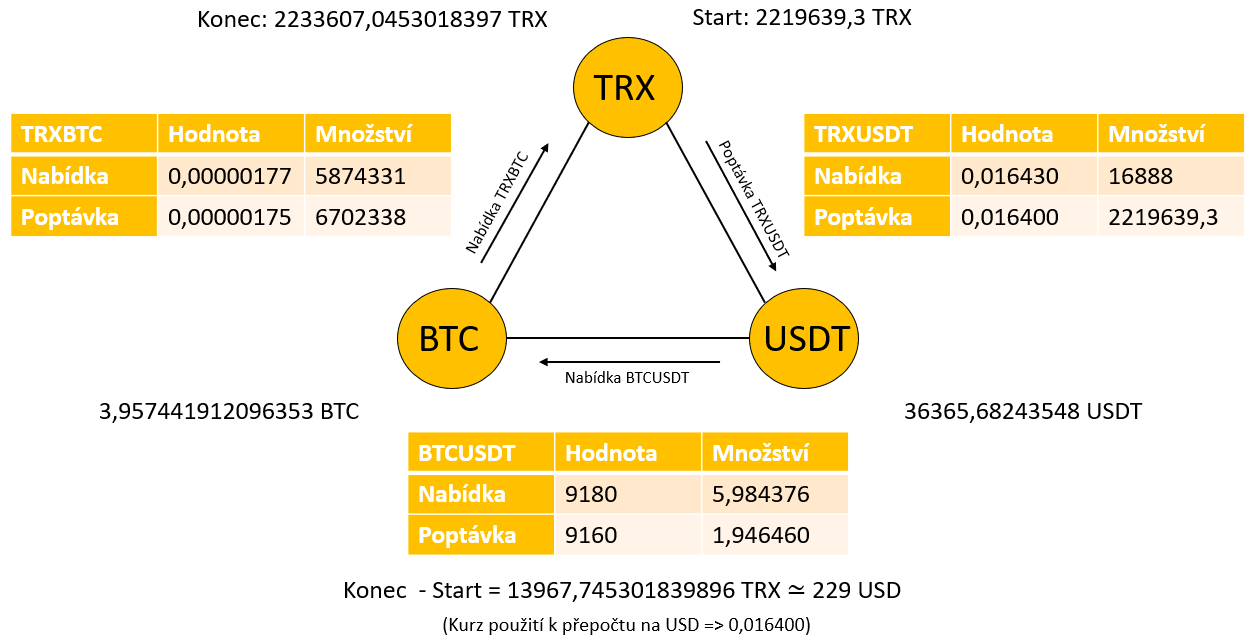 Konec: 2233607,0453018397 TRX
Start: 2219639,3 TRX
TRX
TRXBTC Hodnota Množství
Nabídka 0,00000177 5874331
Poptávka 0,00000175 6702338
TRXUSDT Hodnota Množství
Nabídka 0,016430 16888
Poptávka 0,016400 2219639,3
Nabídka TRXBTC
Poptávka TRXUSDT
BTC
USDT
Nabídka BTCUSDT
3,957441912096353 BTC
36365,68243548 USDT
BTCUSDT Hodnota Množství
Nabídka 9180 5,984376
Poptávka 9160 1,946460
Konec - Start = 13967,745301839896 TRX ≃ 229 USD
(Kurz použití k přepočtu na USD => 0,016400)